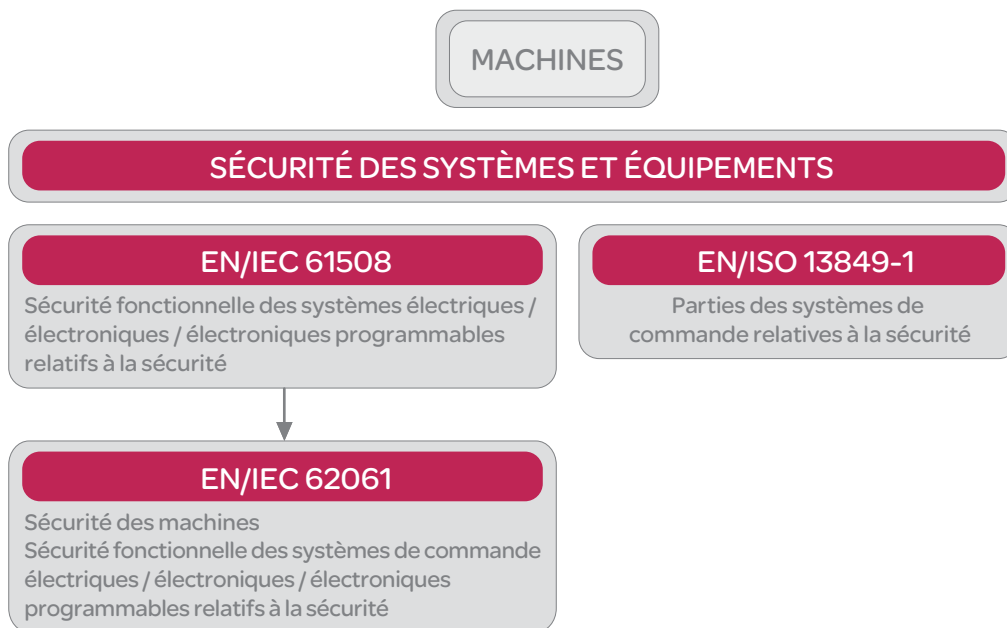 MACHINES
SÉCURITÉ DES SYSTÈMES ET ÉQUIPEMENTS
EN/IEC 61508
Sécurité fonctionnelle des systèmes électriques /
électroniques / électroniques programmables
relatifs à la sécurité
EN/ISO 13849-1
Parties des systèmes de
commande relatives à la sécurité
EN/IEC 62061
Sécurité des machines
Sécurité fonctionnelle des systèmes de commande
électriques / électroniques / électroniques
programmables relatifs à la sécurité